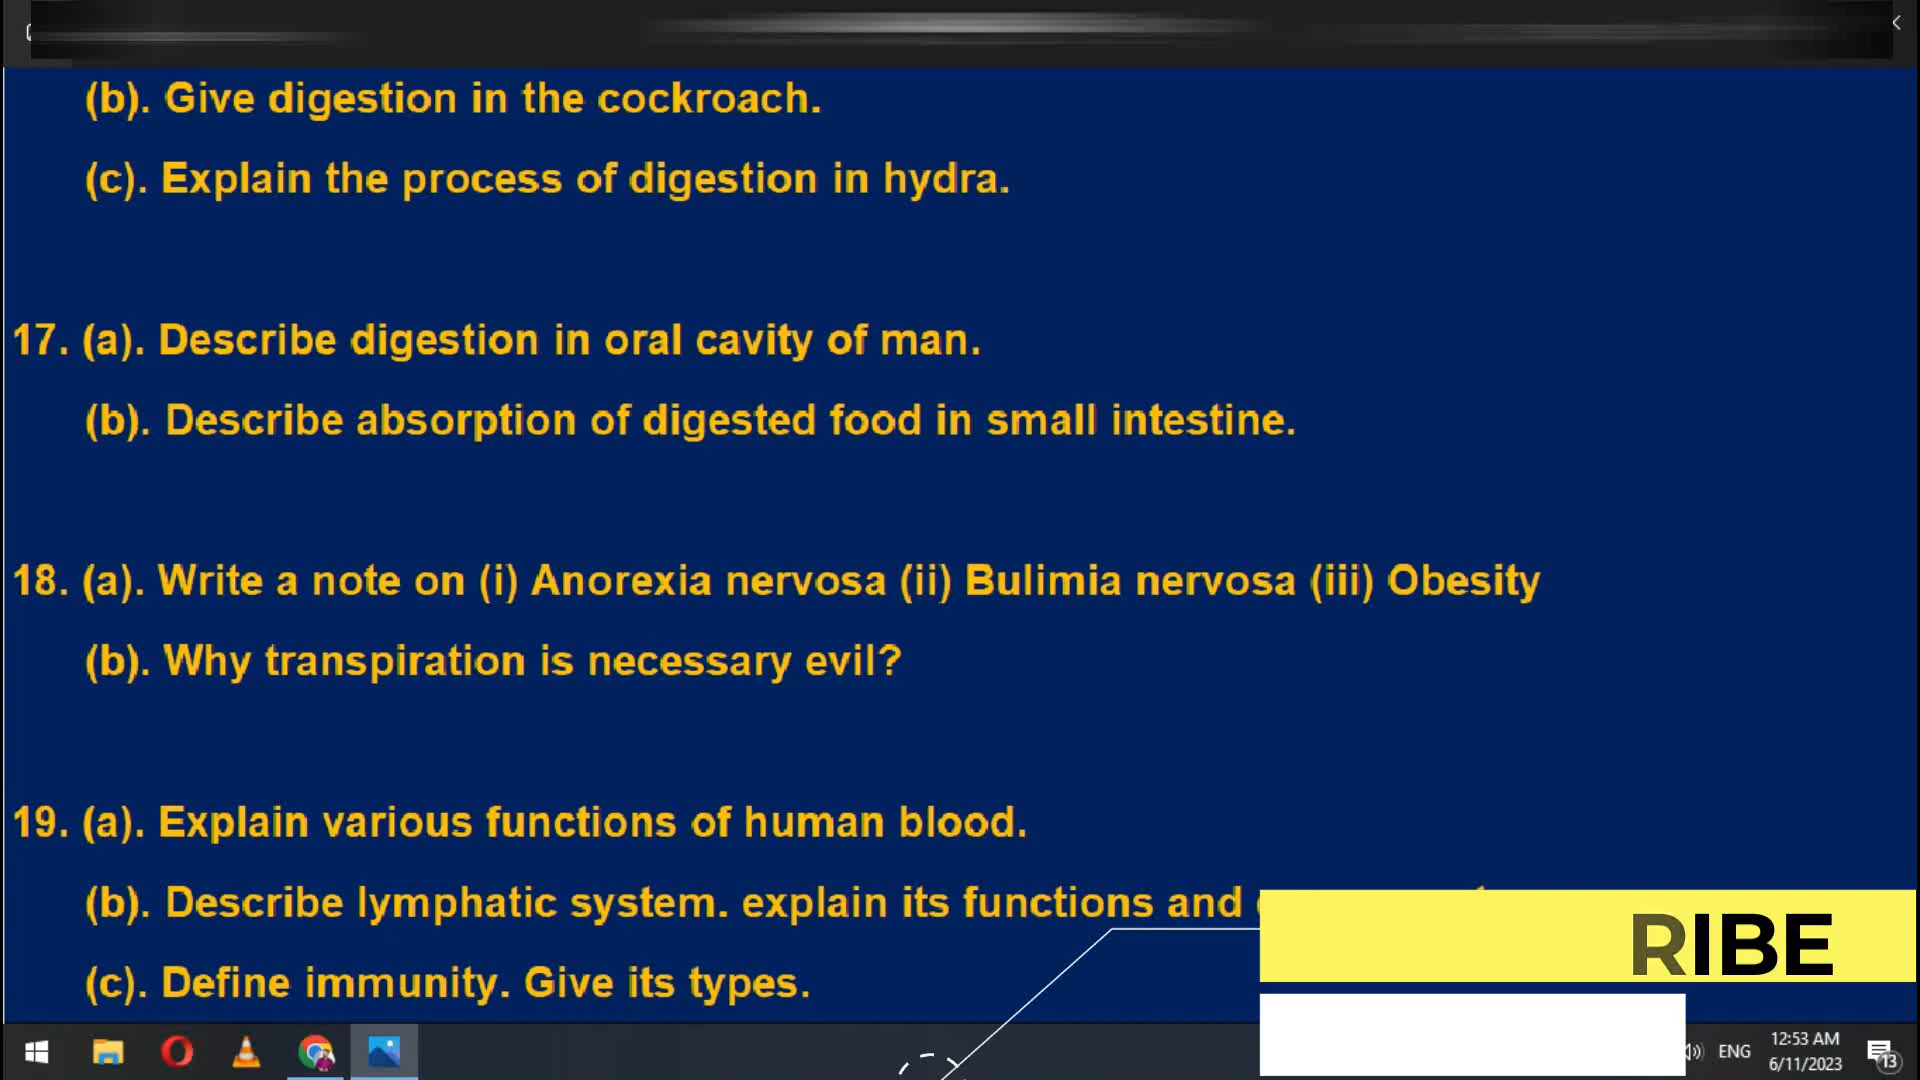 (b). Give digestion in the cockroach.
(c). Explain the process of digestion in hydra.
17. (a). Describe digestion in oral cavity of man.
(b). Describe absorption of digested food in small intestine.
18. (a). Write a note on (i) Anorexia nervosa (ii) Bulimia nervosa (iii) Obesity
(b). Why transpiration is necessary evil?
19. (a). Explain various functions of human blood.
(b). Describe lymphatic system. explain its functions and
RIBE
(c). Define immunity. Give its types.
ENG
12:53 AM
6/11/2023
13